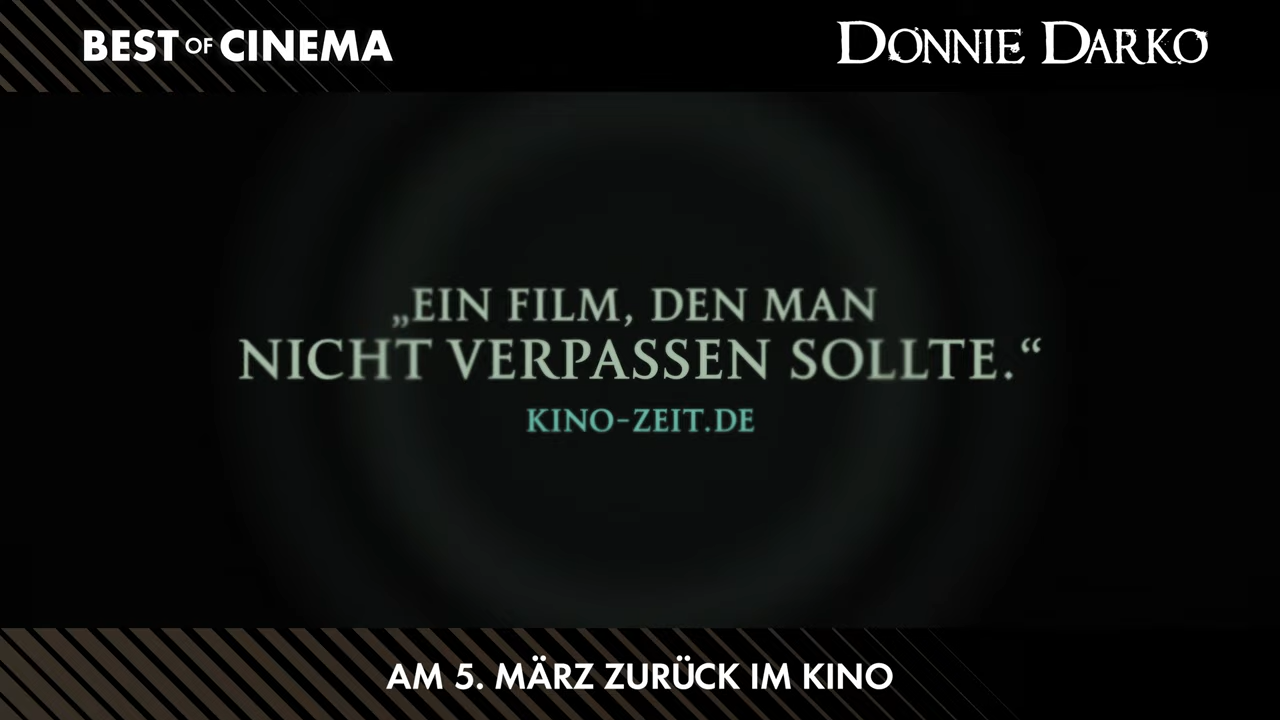 BEST OF CINEMA
DONNIE DARKO
„EIN FILM, DEN MAN
NICHT VERPASSEN SOLLTE.“
KINO-ZEIT.DE
AM 5. MÄRZ ZURÜCK IM KINO